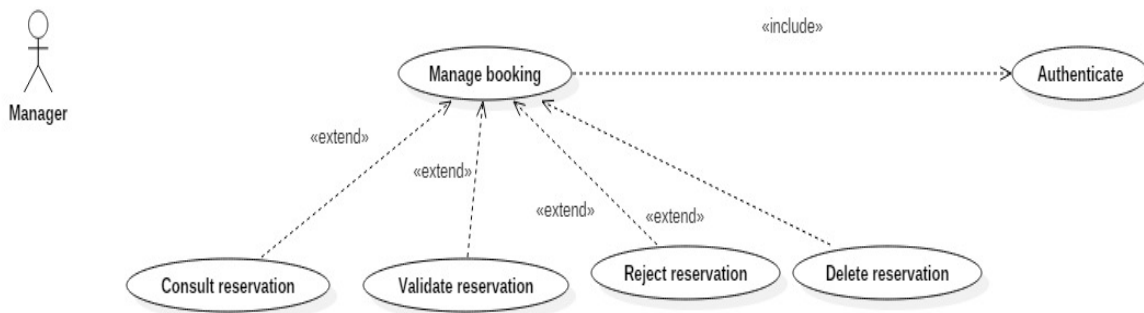 «include»
Manage booking
Authenticate
Manager
«extend»
«extend»
«extend»
«extend»
Consult reservation
Validate reservation
Reject reservation
Delete reservation